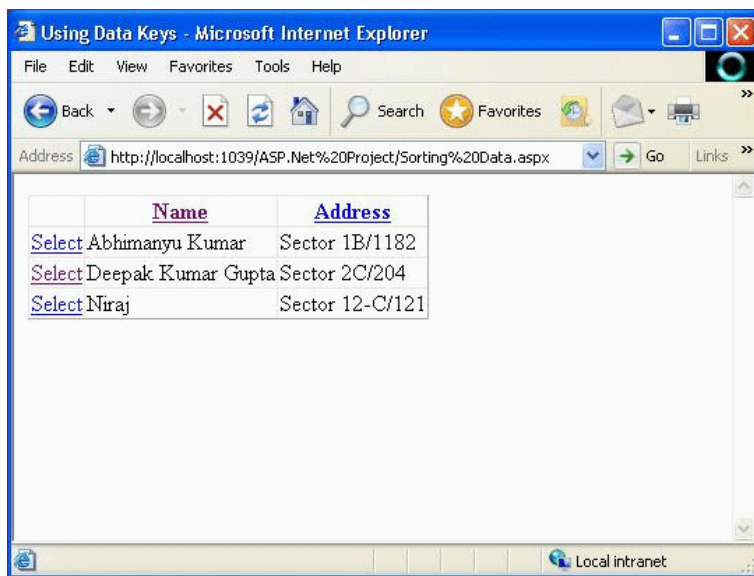 Using Data Keys - Microsoft Internet Explorer
File Edit View Favorites Tools Help
Back Search Favorites »
Address http://localhost:1039/ASP.Net%20Project/Sorting%20Data.aspx Go Links »
Name Address
Select Abhimanyu Kumar Sector 1B/1182
Select Deepak Kumar Gupta Sector 2C/204
Select Niraj Sector 12-C/121
Local intranet